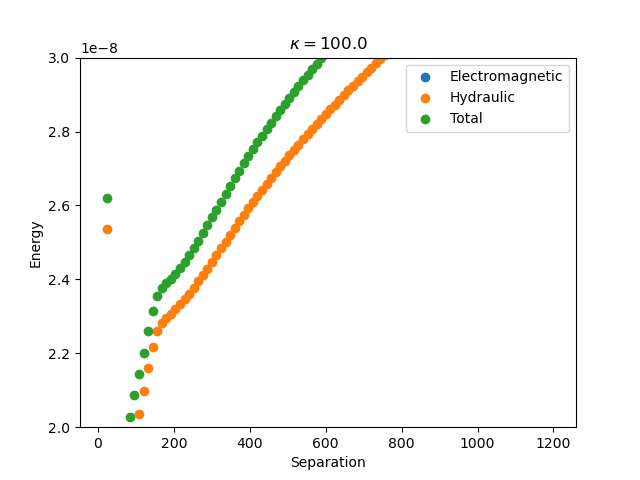 κ = 100.0
1e−8
3.0
2.8
2.6
2.4
2.2
2.0
Energy
Electromagnetic
Hydraulic
Total
0 200 400 600 800 1000 1200
Separation